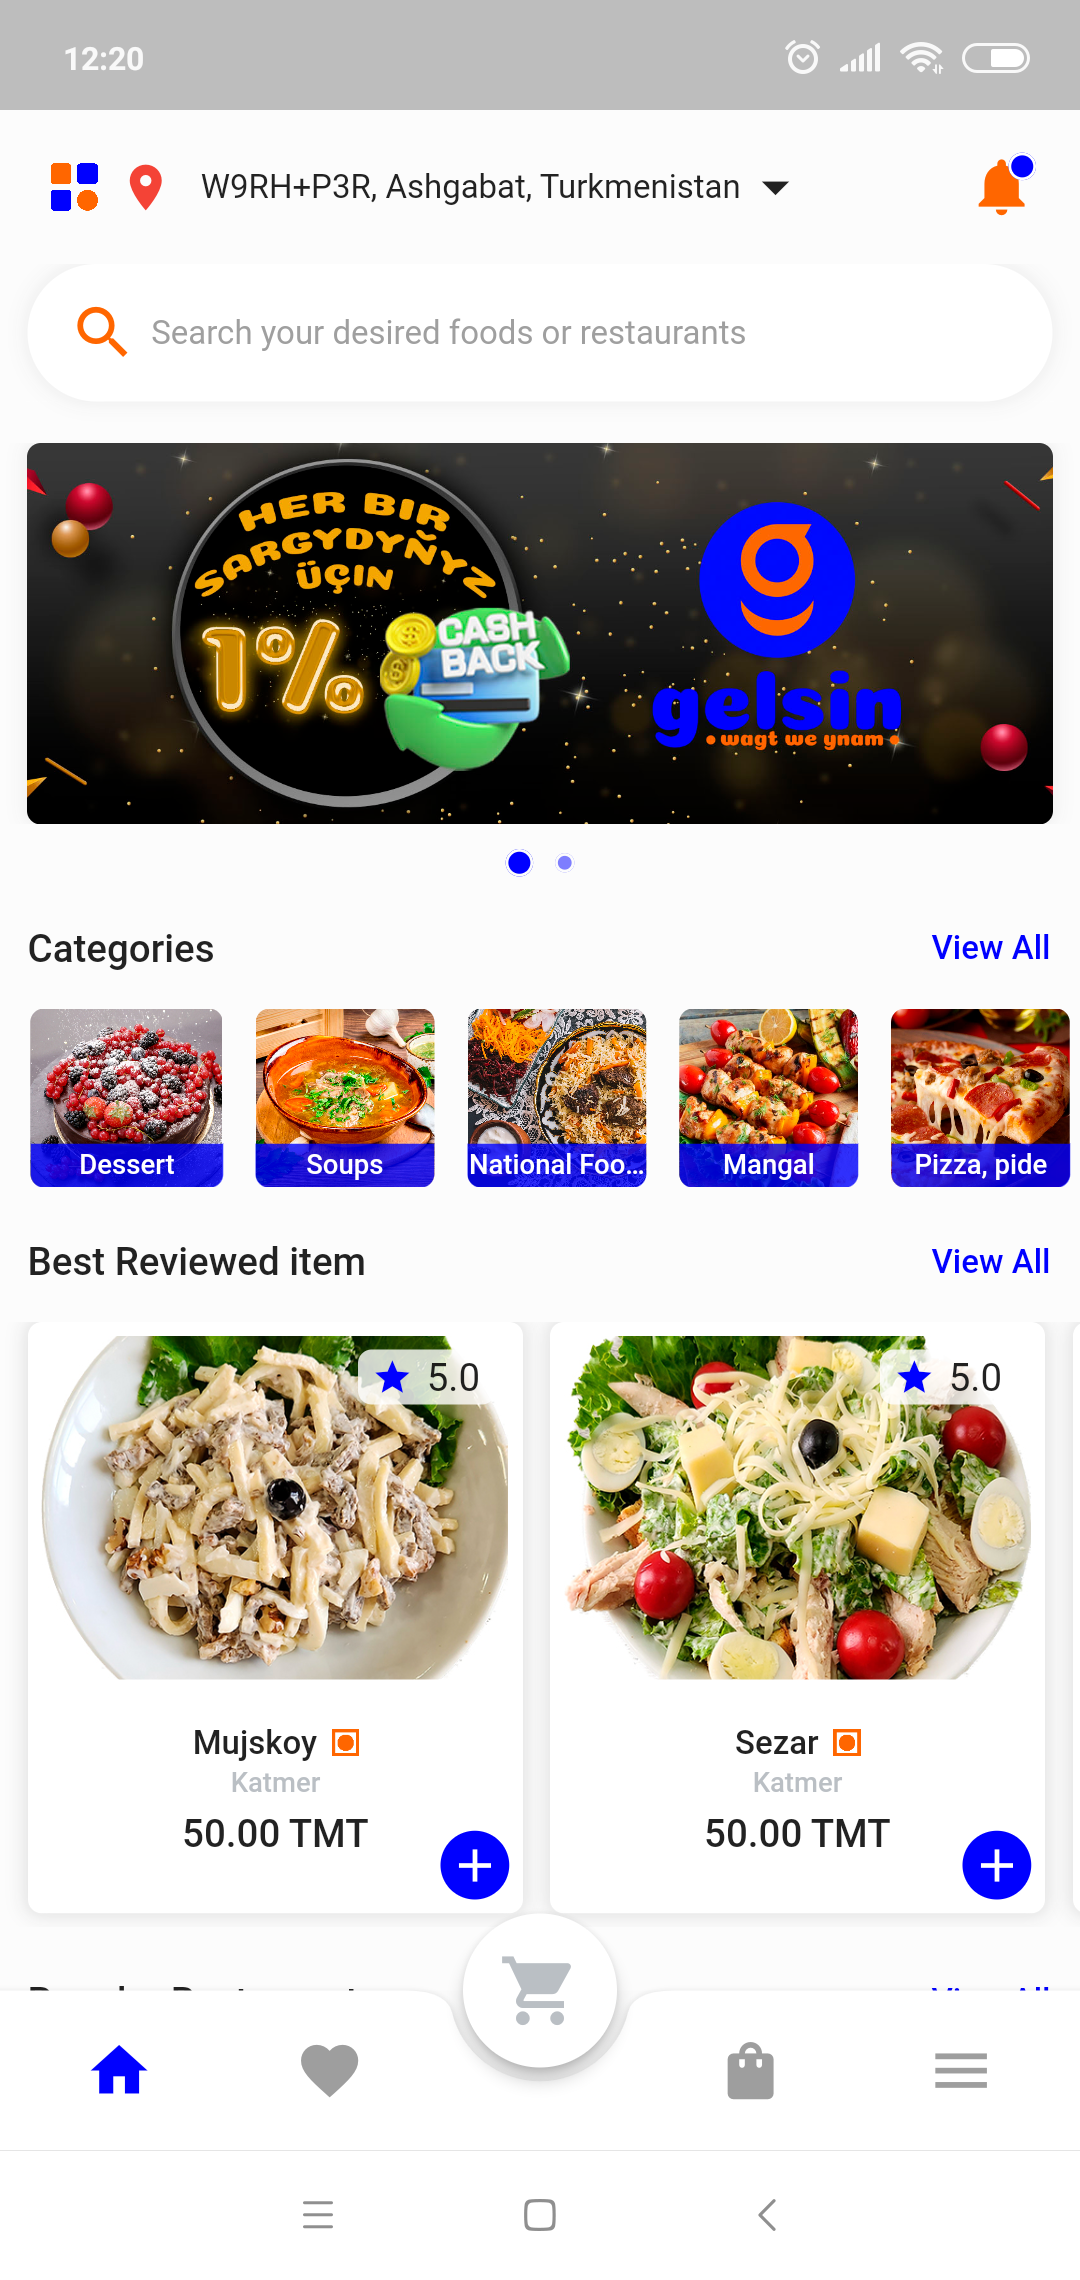 12:20
W9RH+P3R, Ashgabat, Turkmenistan
Search your desired foods or restaurants
HER BIR
SARGYDYŇYZ
ÜÇIN
1%
CASH
BACK
gelsin
• wagt we ynam •
Categories
View All
Dessert
Soups
National Foo...
Mangal
Pizza, pide
Best Reviewed item
View All
5.0
5.0
Mujskoy
Sezar
Katmer
Katmer
50.00 TMT
50.00 TMT